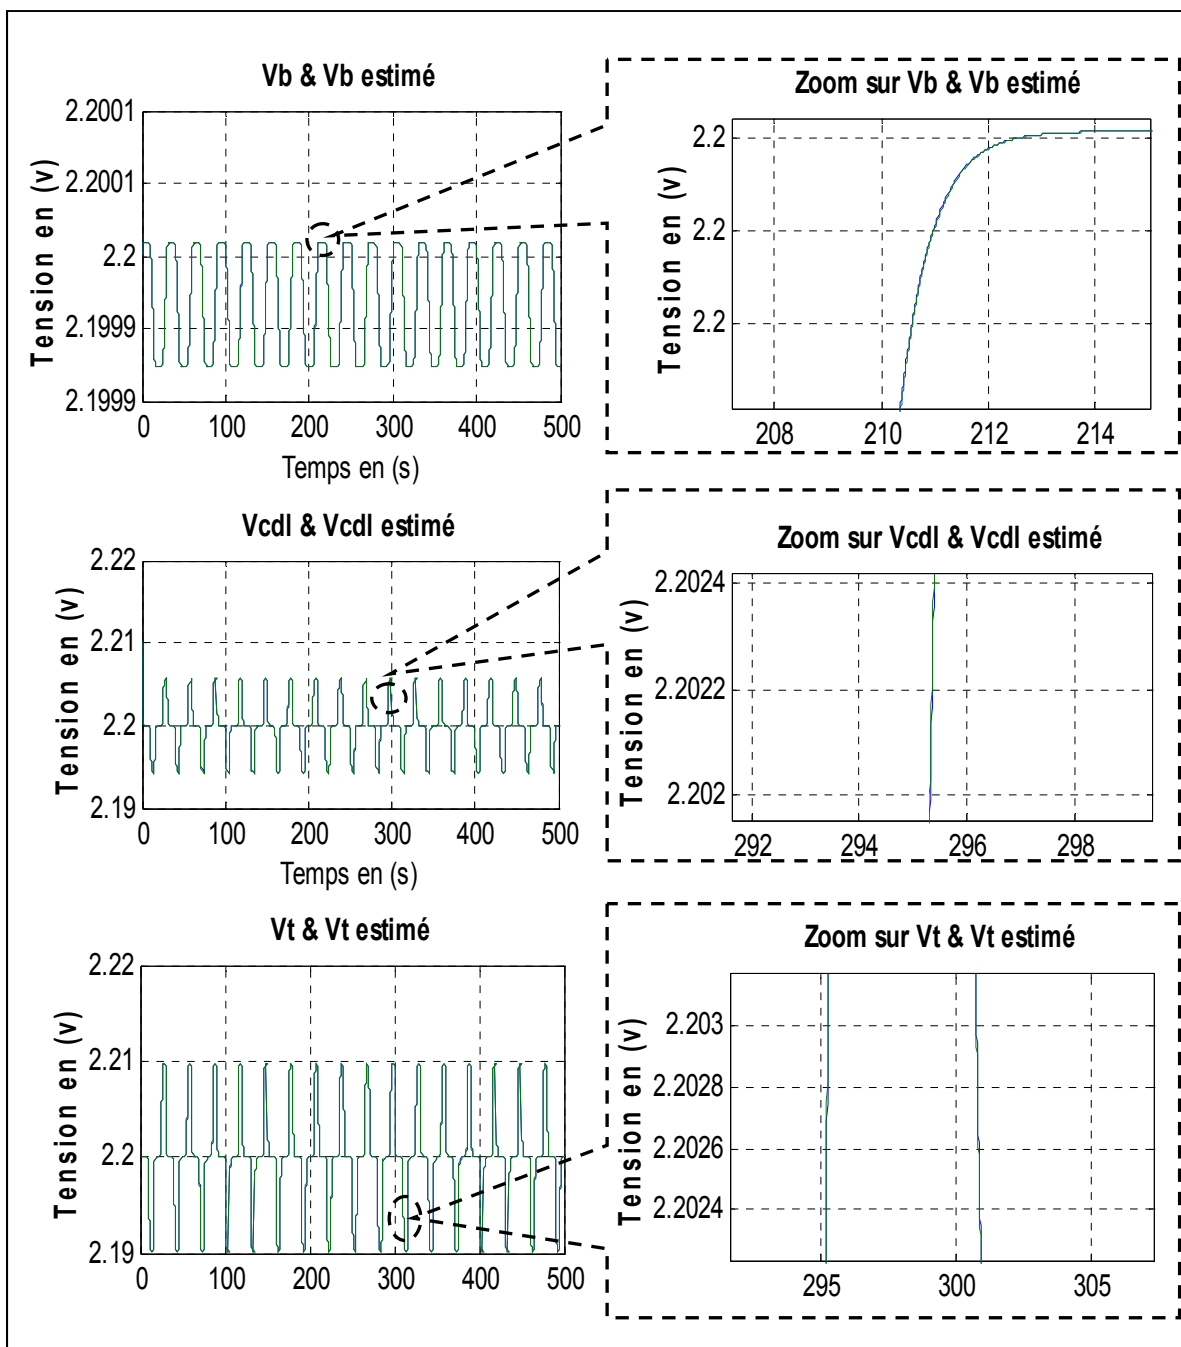 Vb & Vb estimé
Tension en (v)
2.2001
2.2001
2.2
2.1999
2.1999
0 100 200 300 400 500
Temps en (s)
Zoom sur Vb & Vb estimé
Tension en (v)
2.2
2.2
2.2
208 210 212 214
Vcdl & Vcdl estimé
Tension en (v)
2.22
2.21
2.20
2.19
0 100 200 300 400 500
Temps en (s)
Zoom sur Vcdl & Vcdl estimé
Tension en (v)
2.2024
2.2022
2.202
292 294 296 298
Vt & Vt estimé
Tension en (v)
2.22
2.21
2.2
2.19
0 100 200 300 400 500
Zoom sur Vt & Vt estimé
Tension en (v)
2.203
2.2028
2.2026
2.2024
295 300 305